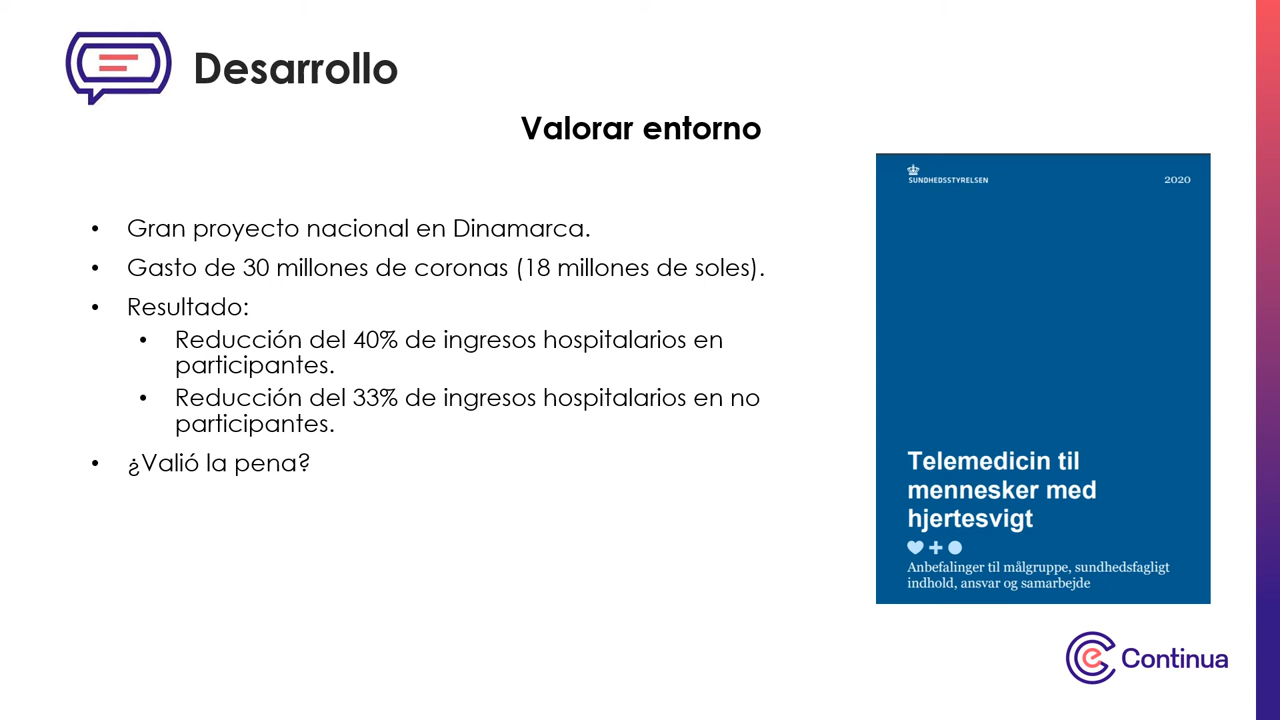 Desarrollo
Valorar entorno
• Gran proyecto nacional en Dinamarca.
• Gasto de 30 millones de coronas (18 millones de soles).
• Resultado:
• Reducción del 40% de ingresos hospitalarios en
participantes.
• Reducción del 33% de ingresos hospitalarios en no
participantes.
• ¿Valió la pena?
SUNDHEDSSTYRELSEN
2020
Telemedicin til
mennesker med
hjertesvigt
Anbefalinger til målgruppe, sundhedsfagligt
indhold, ansvar og samarbejde
e Continua